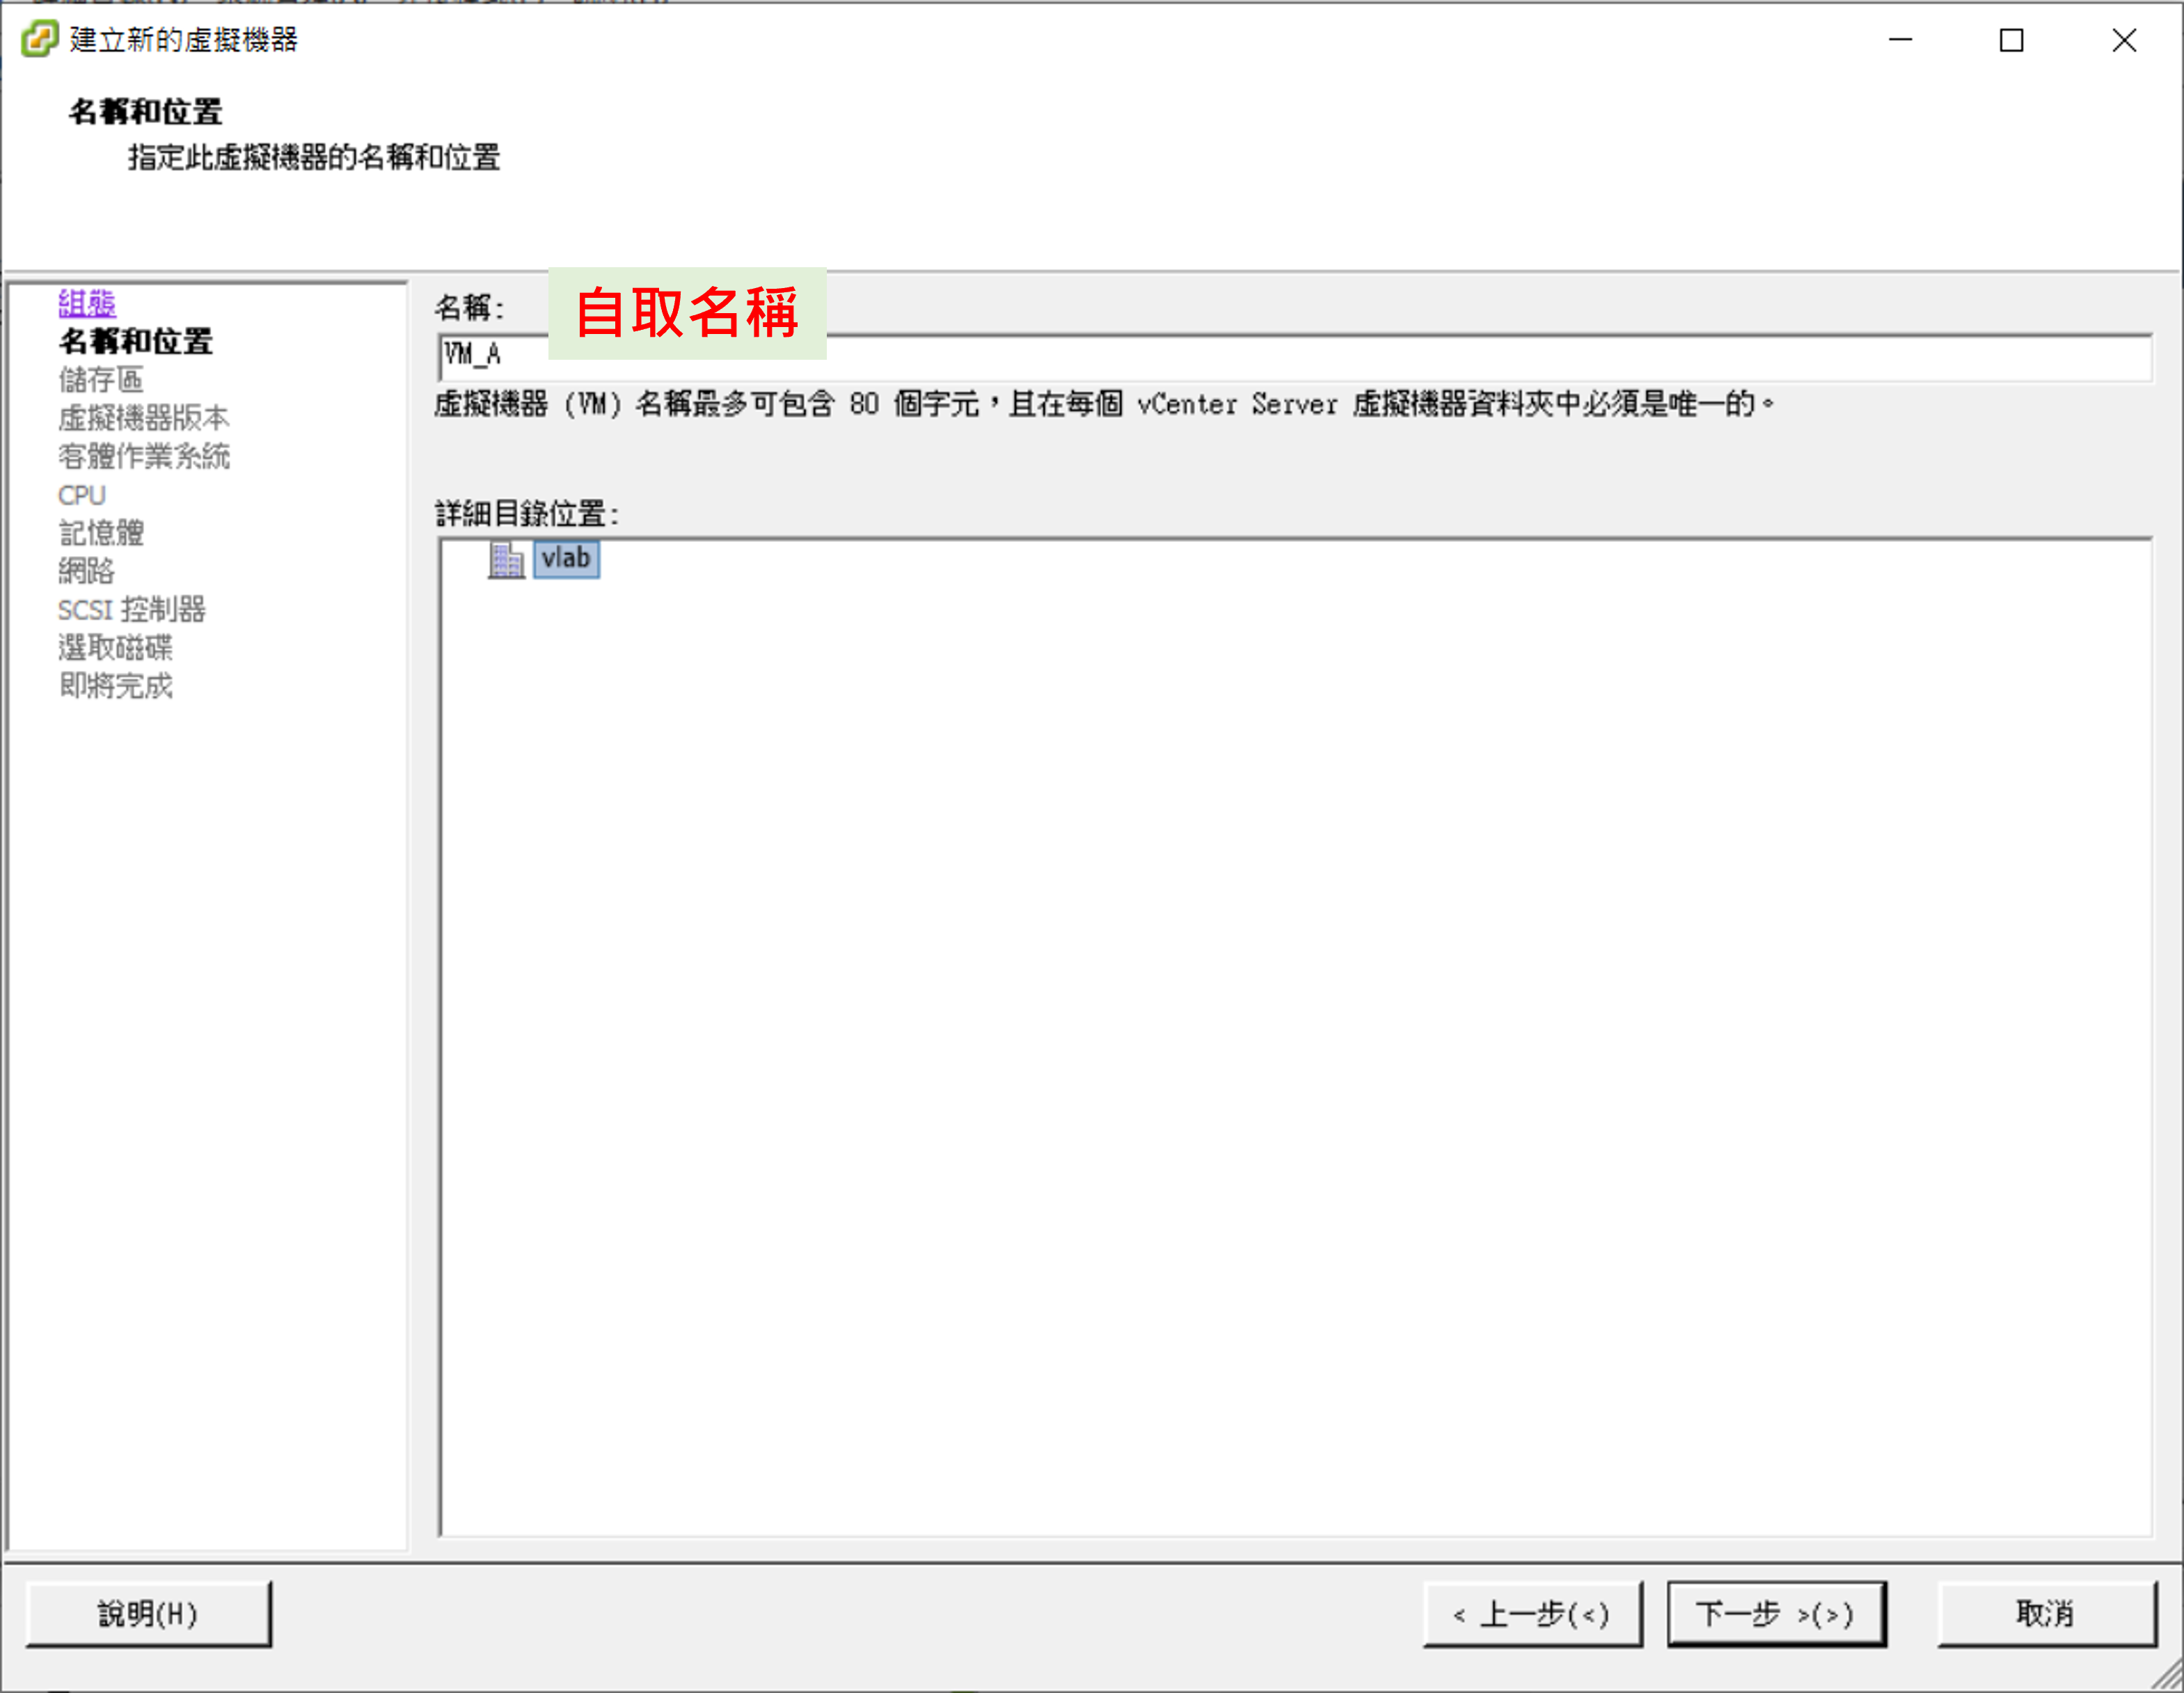 建立新的虛擬機器
名稱和位置
指定此虛擬機器的名稱和位置
組態
名稱和位置
儲存區
虛擬機器版本
客體作業系統
CPU
記憶體
網路
SCSI 控制器
選取磁碟
即將完成
名稱:
自取名稱
VM_A
虛擬機器 (VM) 名稱最多可包含 80 個字元，且在每個 vCenter Server 虛擬機器資料夾中必須是唯一的。
詳細目錄位置:
vlab
說明(H)
< 上一步(<)
下一步 >(>)
取消